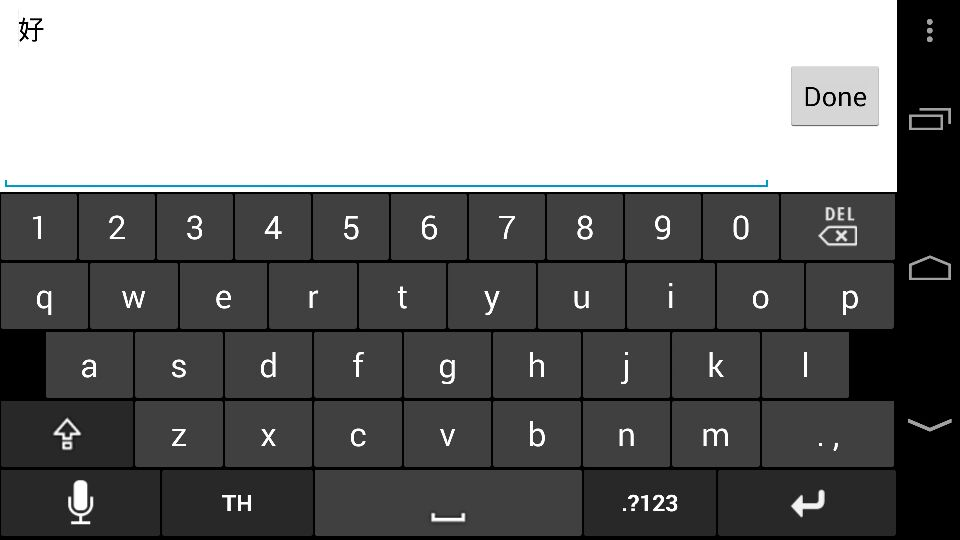 好
Done
1 2 3 4 5 6 7 8 9 0 DEL
q w e r t y u i o p
a s d f g h j k l
z x c v b n m . ,
TH .?123